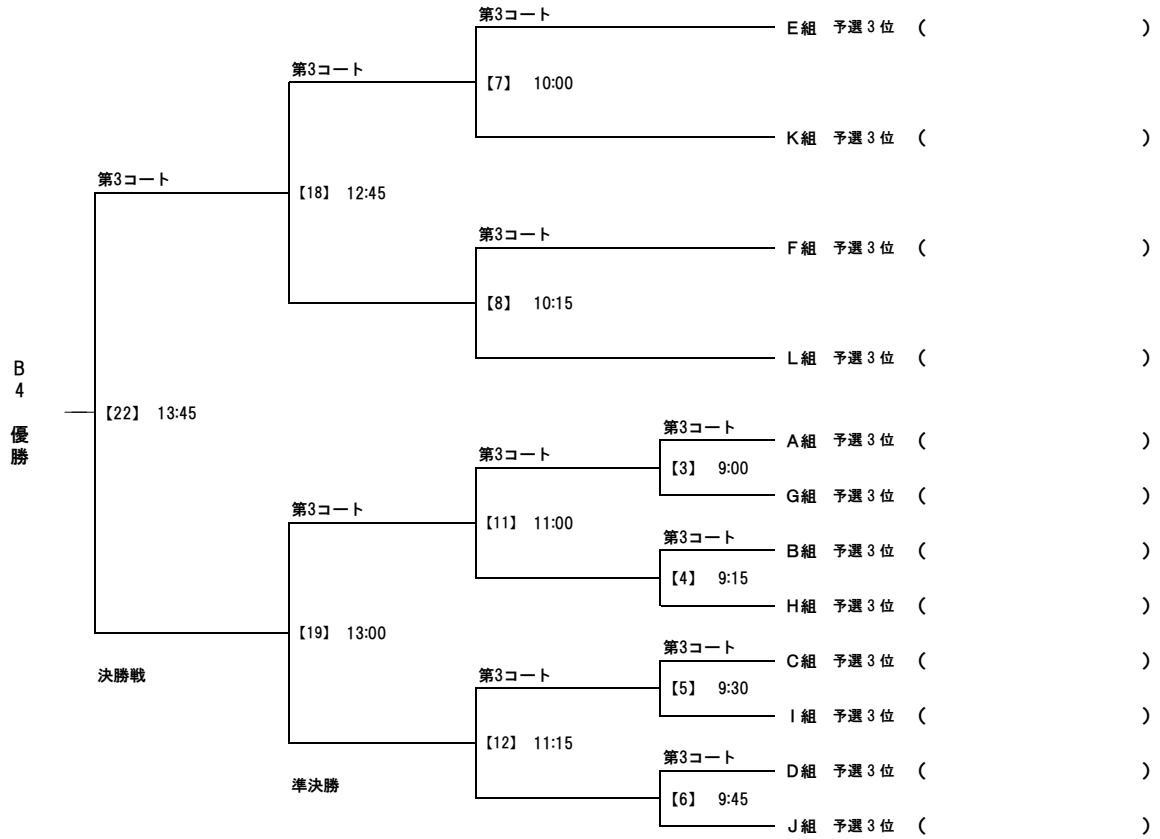 第3コート
E組 予選3位 ( )
第3コート
【7】 10:00
K組 予選3位 ( )
第3コート
【18】 12:45
第3コート
F組 予選3位 ( )
【8】 10:15
L組 予選3位 ( )
B4 優勝
【22】 13:45
第3コート
A組 予選3位 ( )
第3コート
【3】 9:00
G組 予選3位 ( )
第3コート
【11】 11:00
第3コート
B組 予選3位 ( )
【4】 9:15
H組 予選3位 ( )
【19】 13:00
第3コート
C組 予選3位 ( )
決勝戦
第3コート
【5】 9:30
I組 予選3位 ( )
【12】 11:15
第3コート
D組 予選3位 ( )
準決勝
【6】 9:45
J組 予選3位 ( )